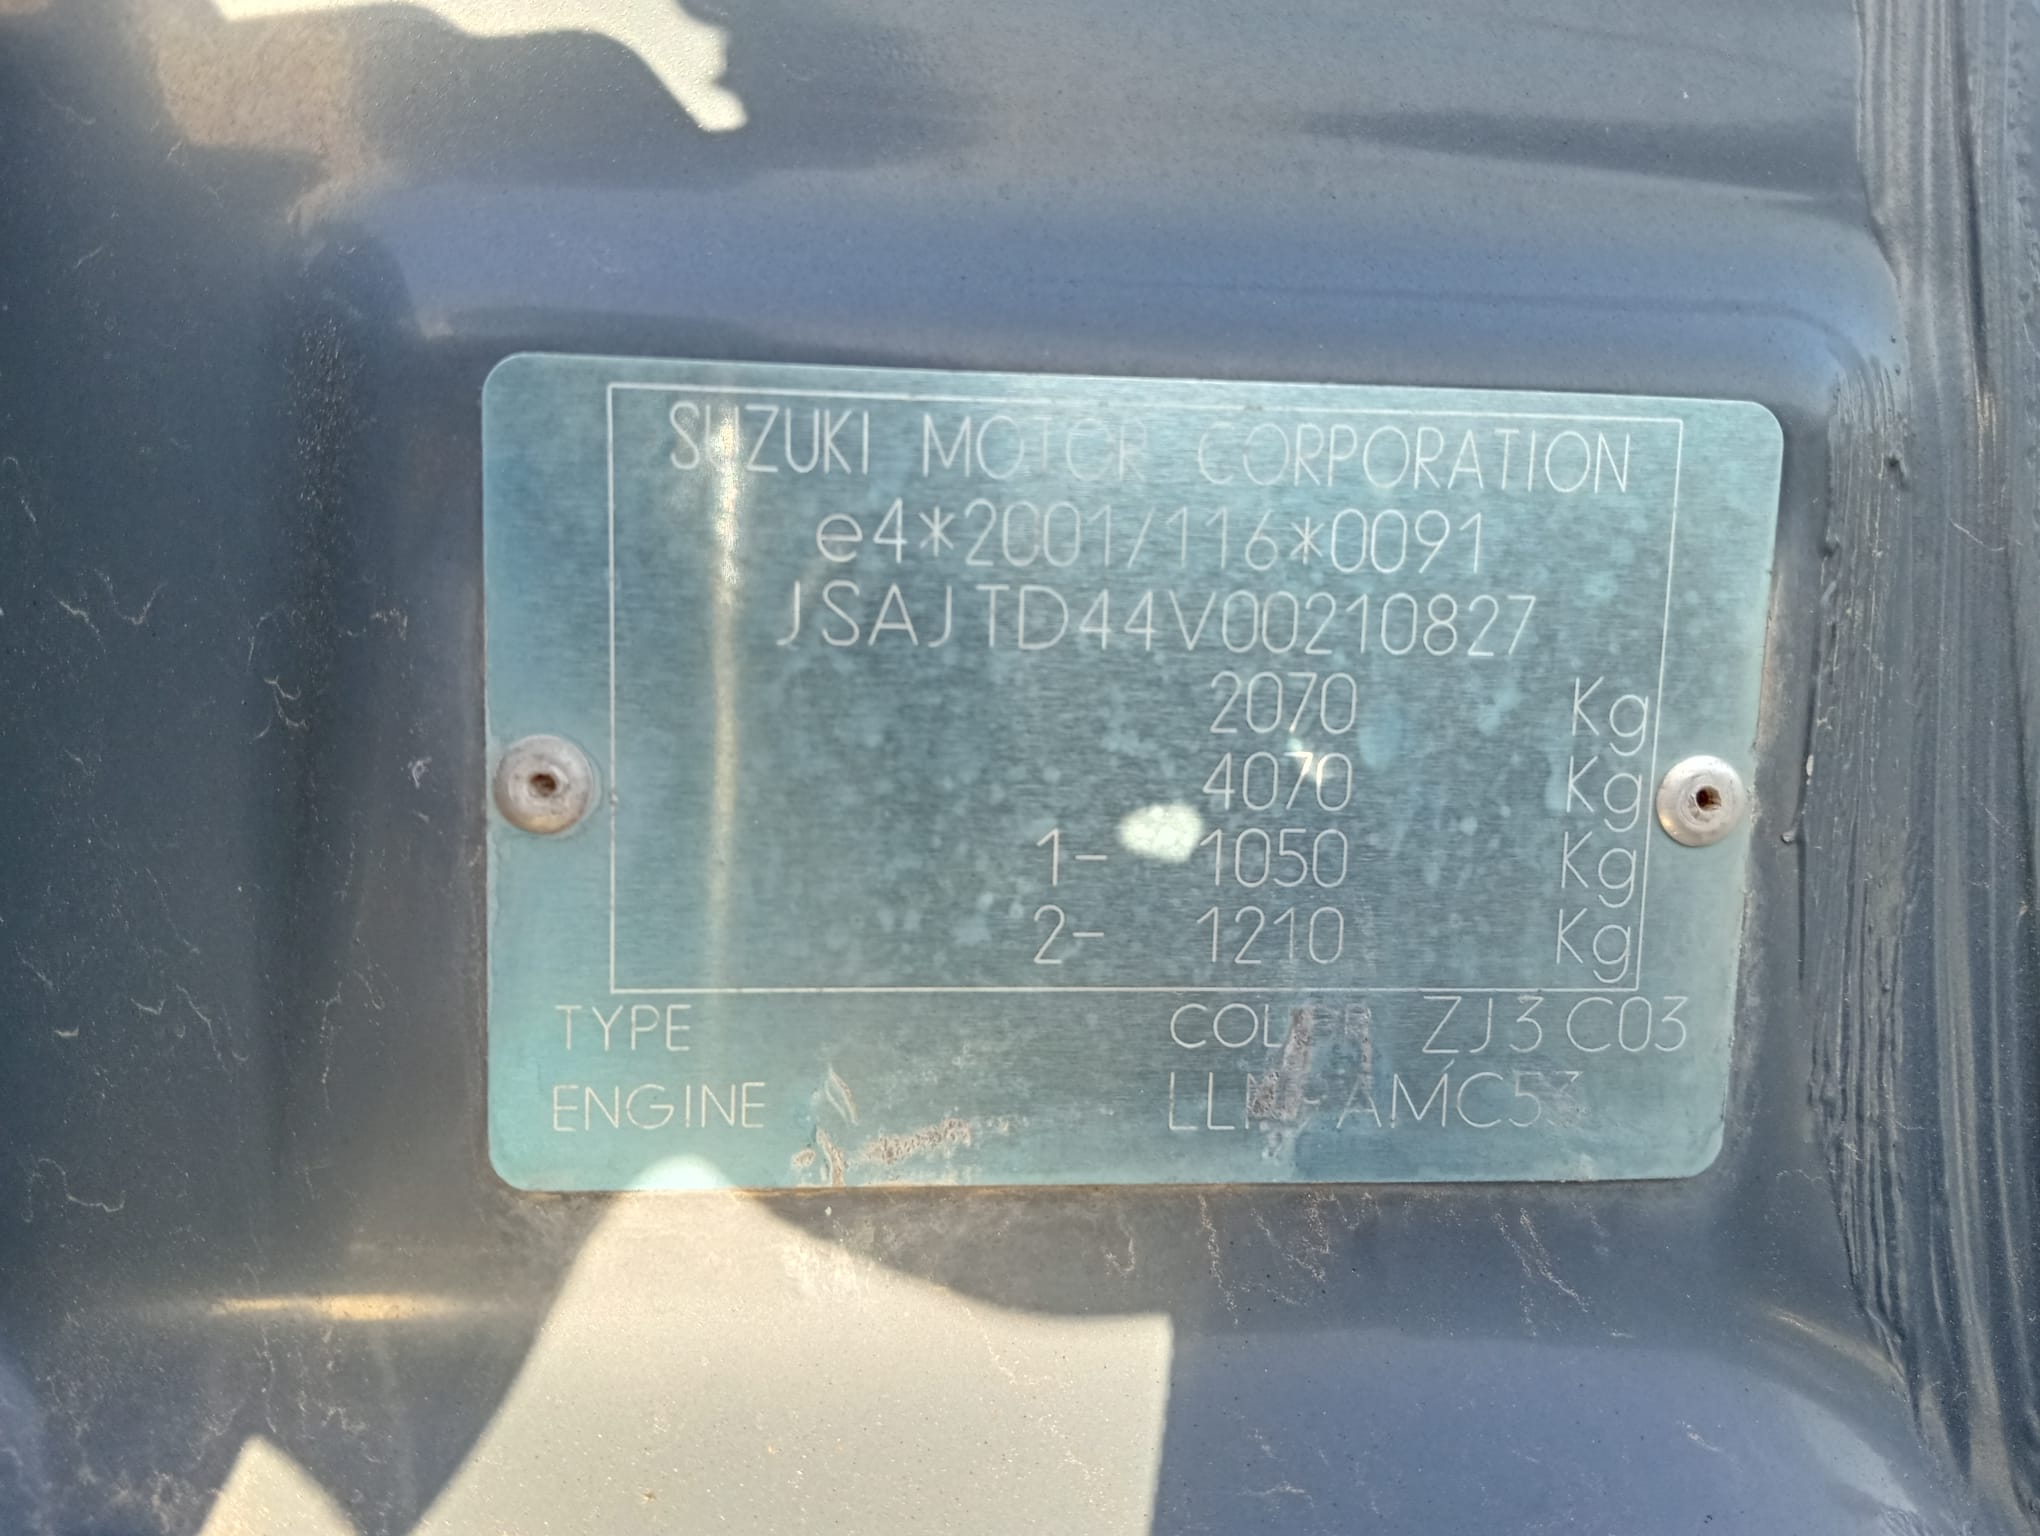 SUZUKI MOTOR CORPORATION
e4*2001/116*0091
JSAJTD44V00210827
2070 Kg
4070 Kg
1- 1050 Kg
2- 1210 Kg
TYPE COLOR ZJ3 C03
ENGINE